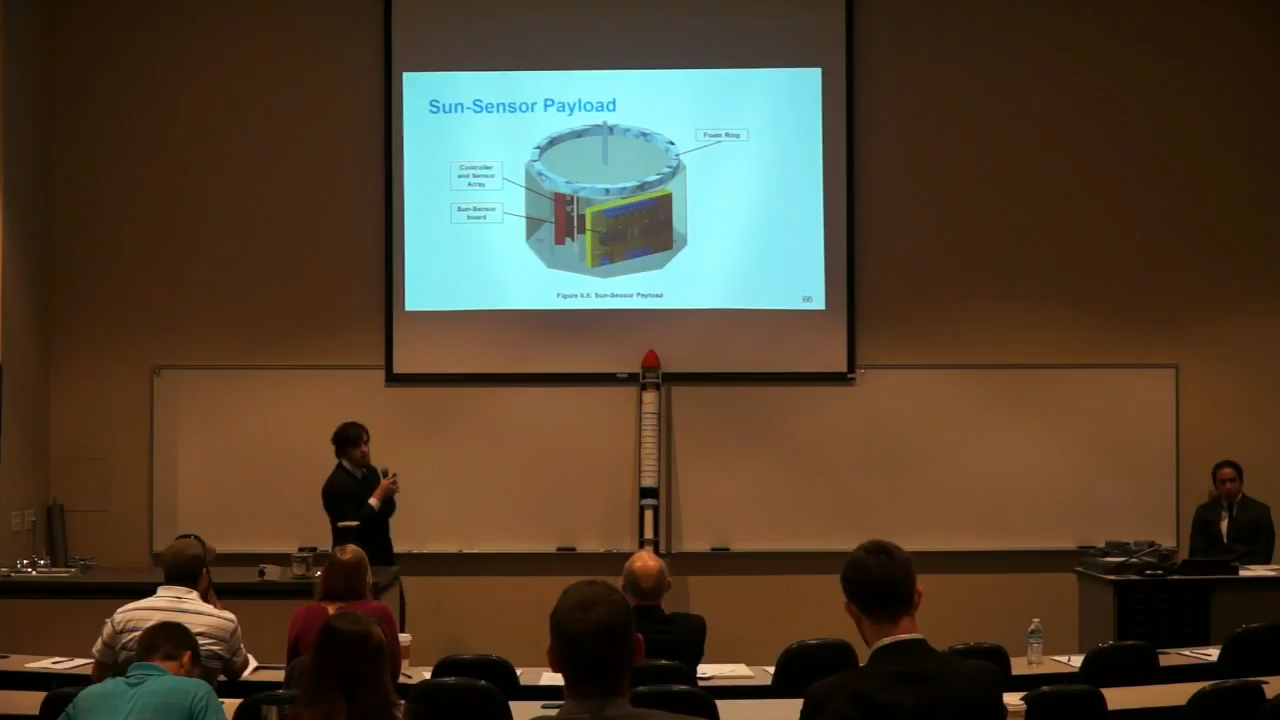 Sun-Sensor Payload
Foam Ring
Controller
and Sensor
Array
Sun-Sensor
board
Figure 6.6: Sun-Sensor Payload
66